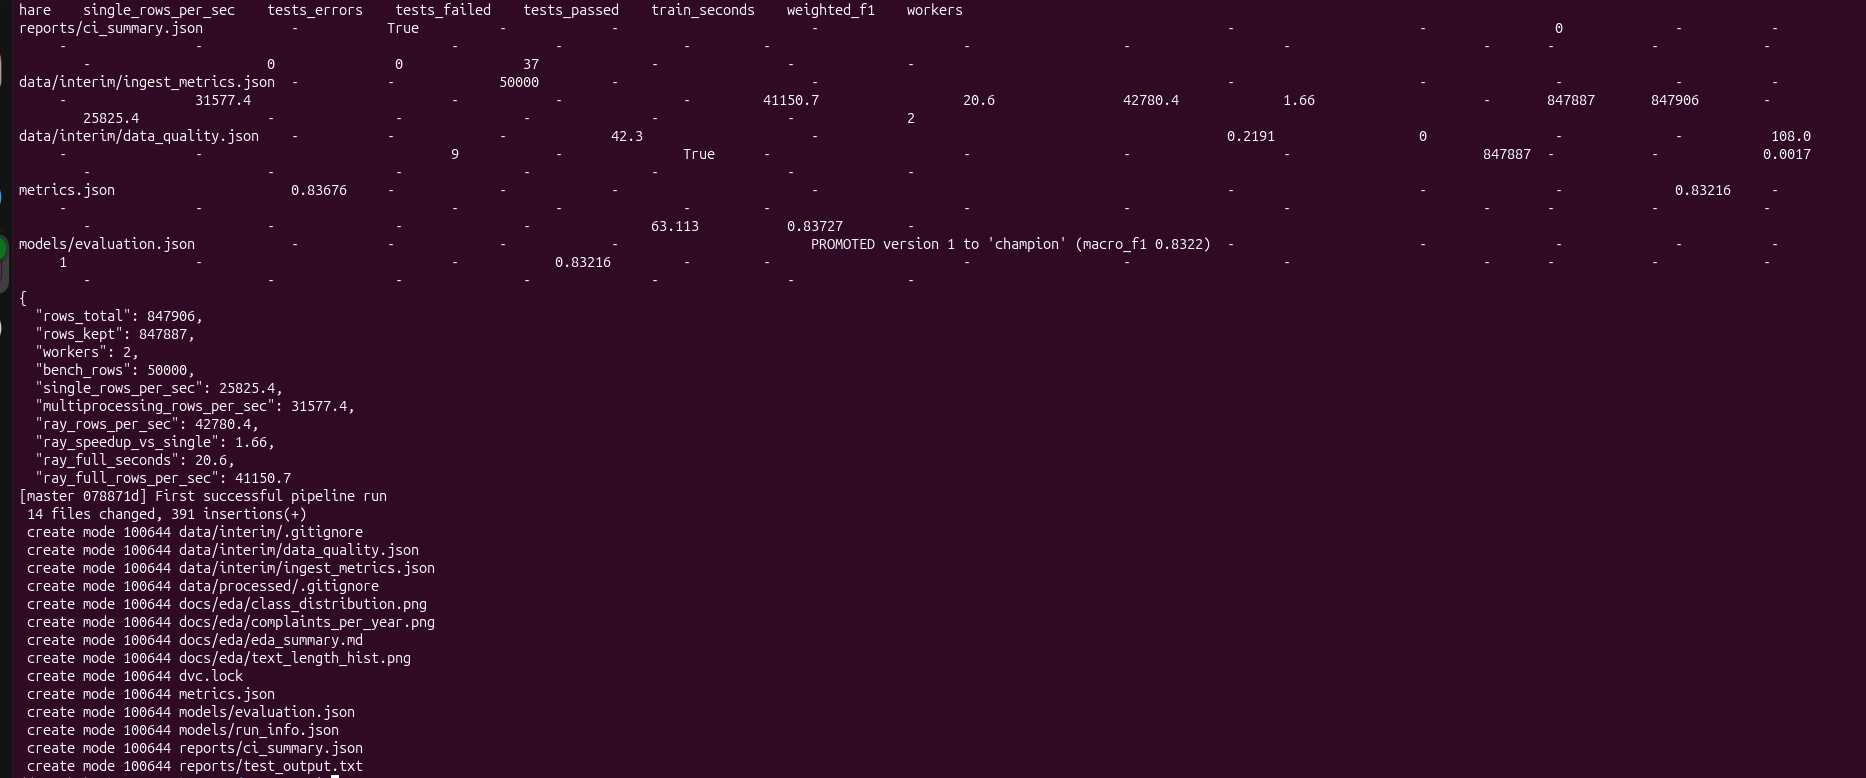 hare    single_rows_per_sec    tests_errors    tests_failed    tests_passed    train_seconds    weighted_f1    workers
reports/ci_summary.json           -           True          -             -                        -                                                   -                       -                0              -           -
     -                -                               -            -               -         -                        -                   -                   -                        -       -            -             -
        -                      0               0               37              -                -              -
data/interim/ingest_metrics.json  -           -             50000         -                        -                                                   -                       -                -              -           -
     -                31577.4                         -            -               -         41150.7                  20.6                42780.4             1.66                     -       847887       847906        -
        25825.4                -               -               -               -                -              2
data/interim/data_quality.json    -           -             -             42.3                     -                                                   0.2191                  0                -              -           108.0
     -                -                               9            -               True      -                        -                   -                   -                        847887  -            -             0.0017
        -                      -               -               -               -                -              -
metrics.json                      0.83676     -             -             -                        -                                                   -                       -                -              0.83216     -
     -                -                               -            -               -         -                        -                   -                   -                        -       -            -             -
        -                      -               -               -               63.113           0.83727        -
models/evaluation.json            -           -             -             -                        PROMOTED version 1 to 'champion' (macro_f1 0.8322)  -                       -                -              -           -
     1                -                               -            0.83216         -         -                        -                   -                   -                        -       -            -             -
        -                      -               -               -               -                -              -
{
  "rows_total": 847906,
  "rows_kept": 847887,
  "workers": 2,
  "bench_rows": 50000,
  "single_rows_per_sec": 25825.4,
  "multiprocessing_rows_per_sec": 31577.4,
  "ray_rows_per_sec": 42780.4,
  "ray_speedup_vs_single": 1.66,
  "ray_full_seconds": 20.6,
  "ray_full_rows_per_sec": 41150.7
[master 078871d] First successful pipeline run
 14 files changed, 391 insertions(+)
 create mode 100644 data/interim/.gitignore
 create mode 100644 data/interim/data_quality.json
 create mode 100644 data/interim/ingest_metrics.json
 create mode 100644 data/processed/.gitignore
 create mode 100644 docs/eda/class_distribution.png
 create mode 100644 docs/eda/complaints_per_year.png
 create mode 100644 docs/eda/eda_summary.md
 create mode 100644 docs/eda/text_length_hist.png
 create mode 100644 dvc.lock
 create mode 100644 metrics.json
 create mode 100644 models/evaluation.json
 create mode 100644 models/run_info.json
 create mode 100644 reports/ci_summary.json
 create mode 100644 reports/test_output.txt